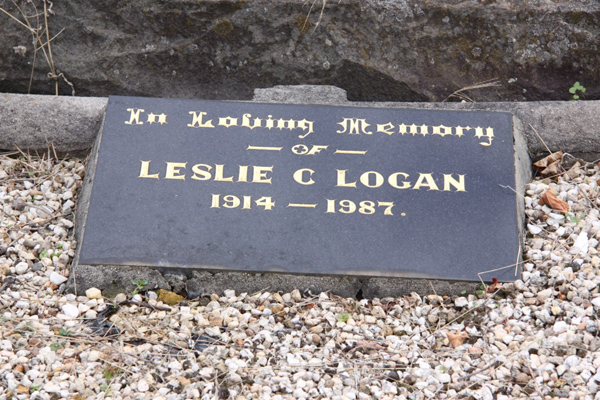 In Loving Memory
— OF —
LESLIE C LOGAN
1914 — 1987.